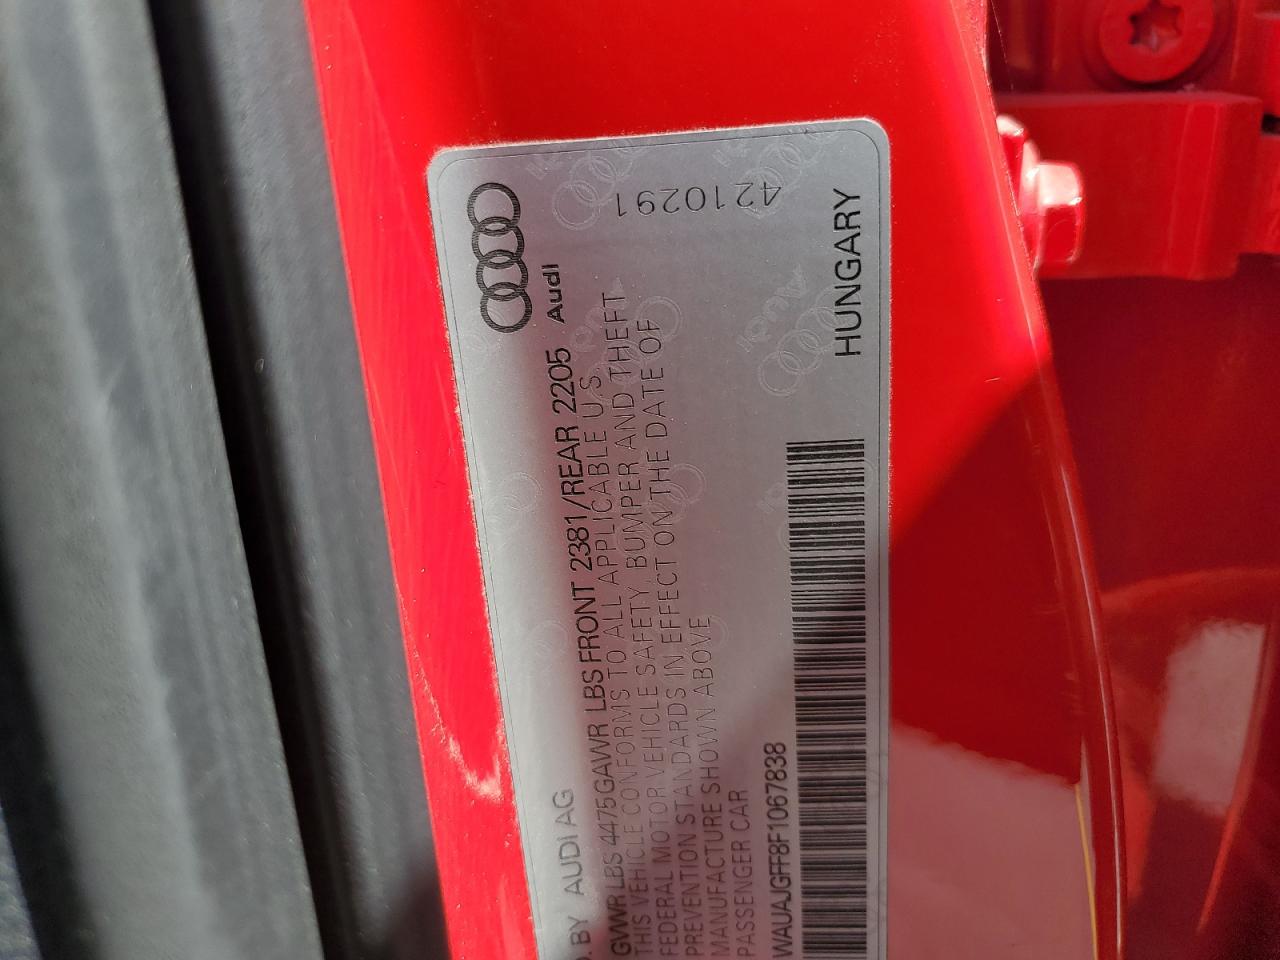 Audi
4210291
D. BY AUDI AG
GVWR LBS 4475 GAWR LBS FRONT 2381/REAR 2205
THIS VEHICLE CONFORMS TO ALL APPLICABLE U.S.
FEDERAL MOTOR VEHICLE SAFETY, BUMPER AND THEFT
PREVENTION STANDARDS IN EFFECT ON THE DATE OF
MANUFACTURE SHOWN ABOVE
PASSENGER CAR
WAUAJGFF8F1067838
HUNGARY